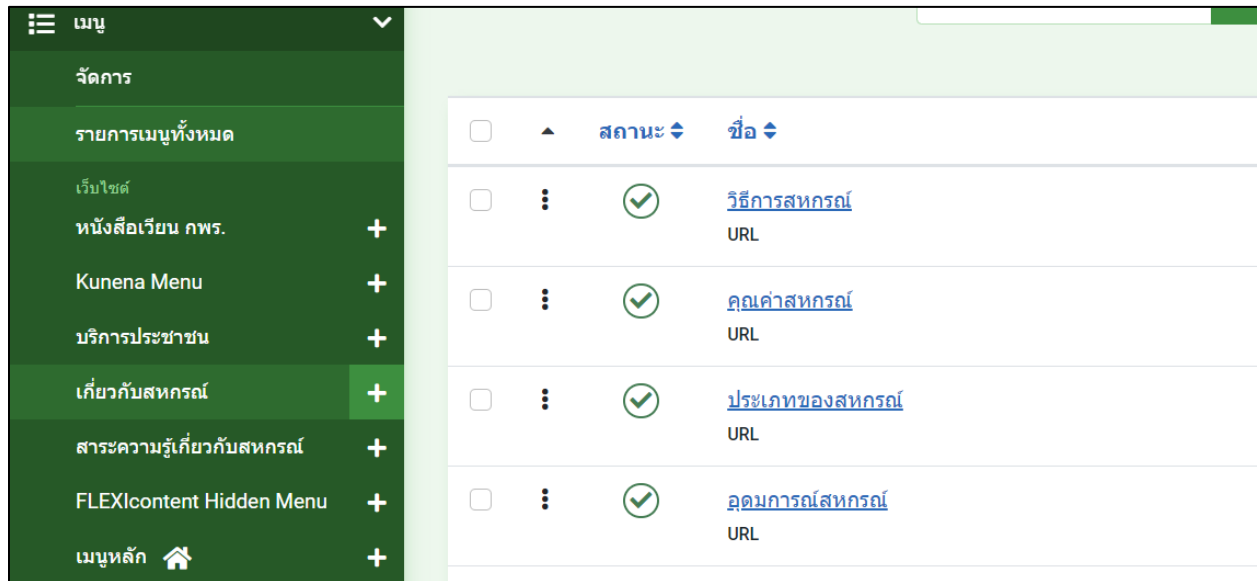 เมนู
จัดการ
รายการเมนูทั้งหมด
เว็บไซต์
หนังสือเวียน กพร.
Kunena Menu
บริการประชาชน
เกี่ยวกับสหกรณ์
สาระความรู้เกี่ยวกับสหกรณ์
FLEXIcontent Hidden Menu
เมนูหลัก
สถานะ ชื่อ
วิธีการสหกรณ์
URL
คุณค่าสหกรณ์
URL
ประเภทของสหกรณ์
URL
อุดมการณ์สหกรณ์
URL